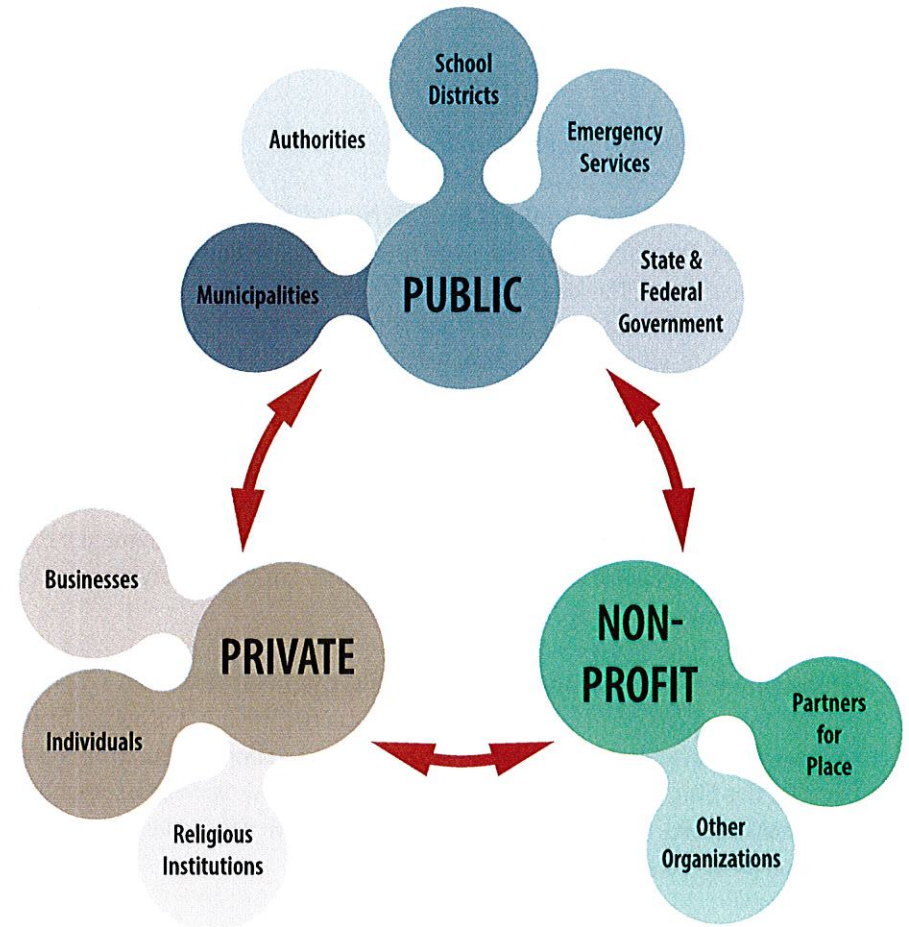 School
Districts
Authorities
Emergency
Services
Municipalities
PUBLIC
State &
Federal
Government
Businesses
PRIVATE
Individuals
Religious
Institutions
NON-
PROFIT
Partners
for
Place
Other
Organizations